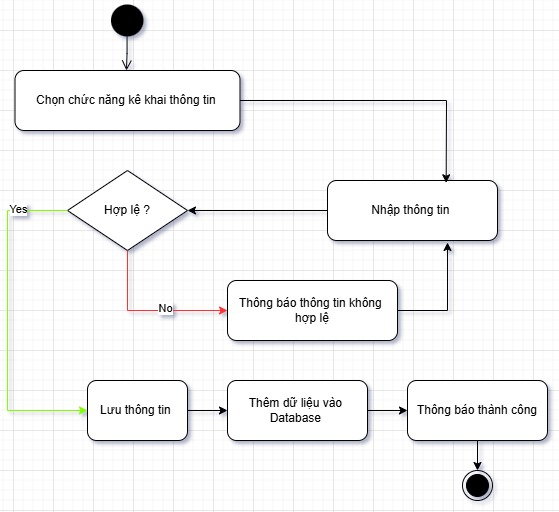 Chọn chức năng kê khai thông tin
Yes
Hợp lệ ?
Nhập thông tin
No
Thông báo thông tin không
hợp lệ
Lưu thông tin
Thêm dữ liệu vào
Database
Thông báo thành công